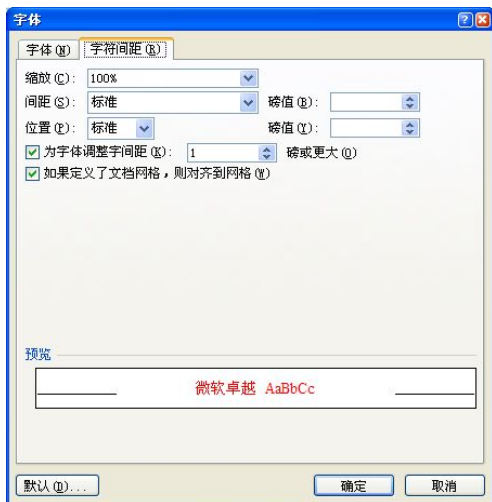 字体
字体(N) 字符间距(R)
缩放(C): 100%
间距(S): 标准 磅值(B):
位置(P): 标准 磅值(Y):
为字体调整字间距(K): 1 磅或更大(O)
如果定义了文档网格，则对齐到网格(W)
预览
微软卓越 AaBbCc
默认(D)... 确定 取消